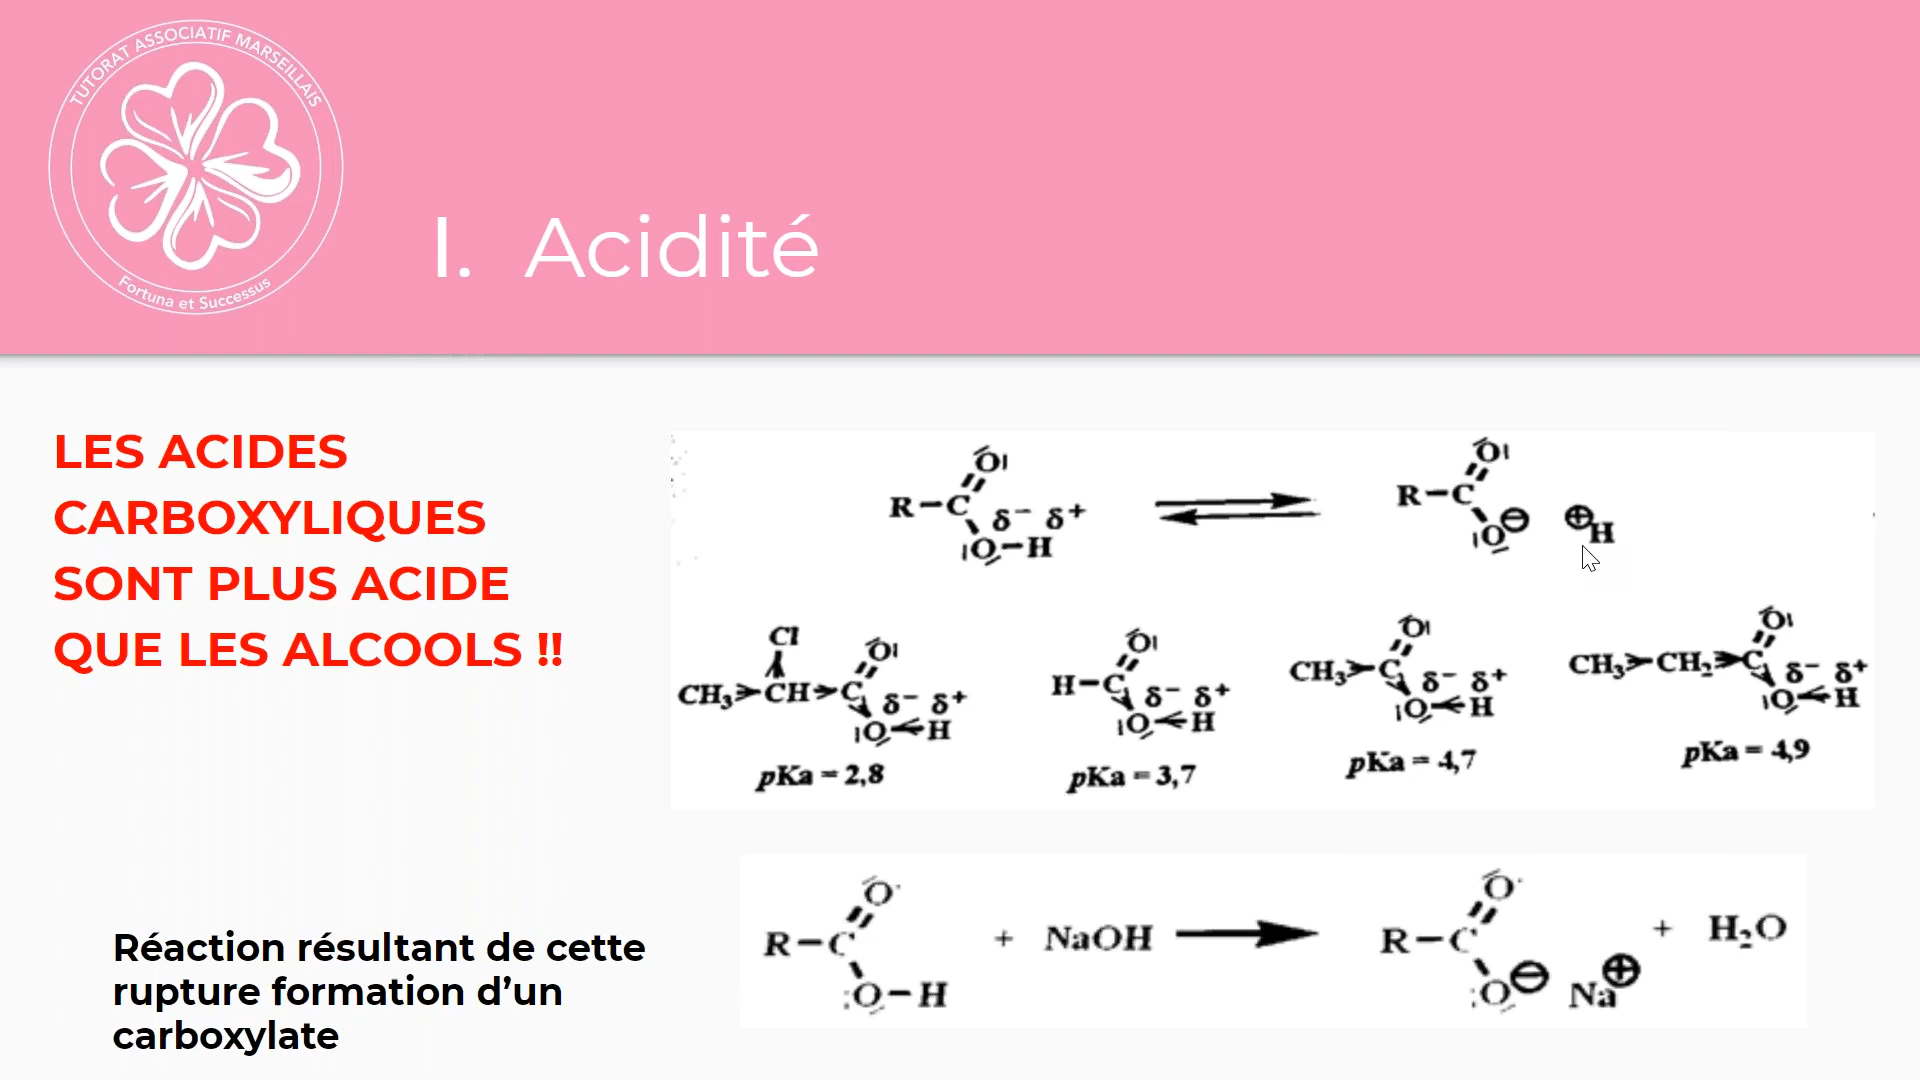 TUTORAT ASSOCIATIF MARSEILLAIS
Fortuna et Successus
I. Acidité
LES ACIDES
CARBOXYLIQUES
SONT PLUS ACIDE
QUE LES ALCOOLS !!
O
R-C
δ- δ+
O-H
O
R-C
O⊖ ⊕H
Cl
O
CH3 CH C
δ- δ+
O H
pKa = 2,8
O
H-C
δ- δ+
O H
pKa = 3,7
O
CH3 C
δ- δ+
O H
pKa = 4,7
O
CH3 CH2 C
δ- δ+
O H
pKa = 4,9
Réaction résultant de cette
rupture formation d’un
carboxylate
O
R-C + NaOH
O-H
O
R-C + H2O
O⊖ Na⊕